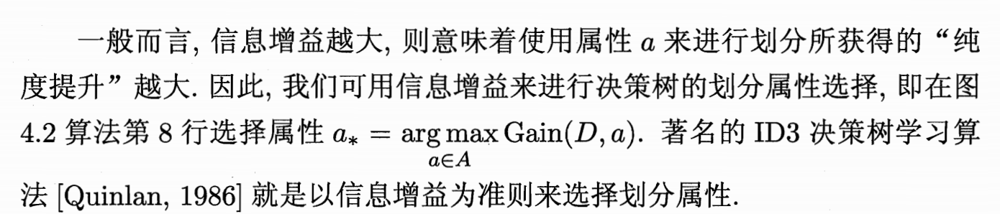 一般而言, 信息增益越大, 则意味着使用属性 a 来进行划分所获得的“纯
度提升”越大. 因此, 我们可用信息增益来进行决策树的划分属性选择, 即在图
4.2 算法第 8 行选择属性 a* = arg max Gain(D, a). 著名的 ID3 决策树学习算
a∈A
法 [Quinlan, 1986] 就是以信息增益为准则来选择划分属性.